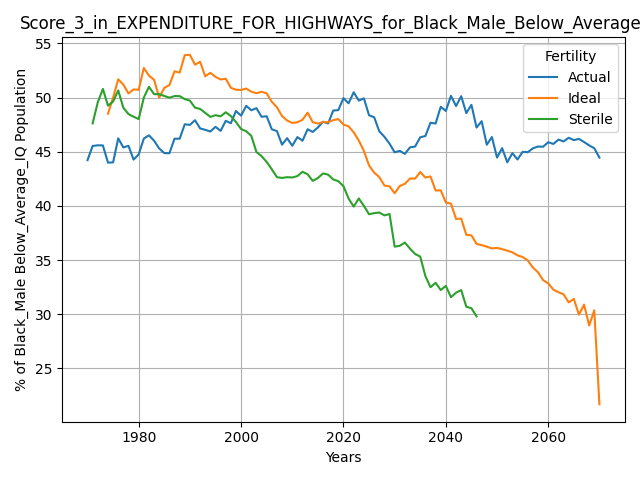 Score_3_in_EXPENDITURE_FOR_HIGHWAYS_for_Black_Male_Below_Average
Fertility
Actual
Ideal
Sterile
% of Black_Male Below_Average_IQ Population
55
50
45
40
35
30
25
1980 2000 2020 2040 2060
Years